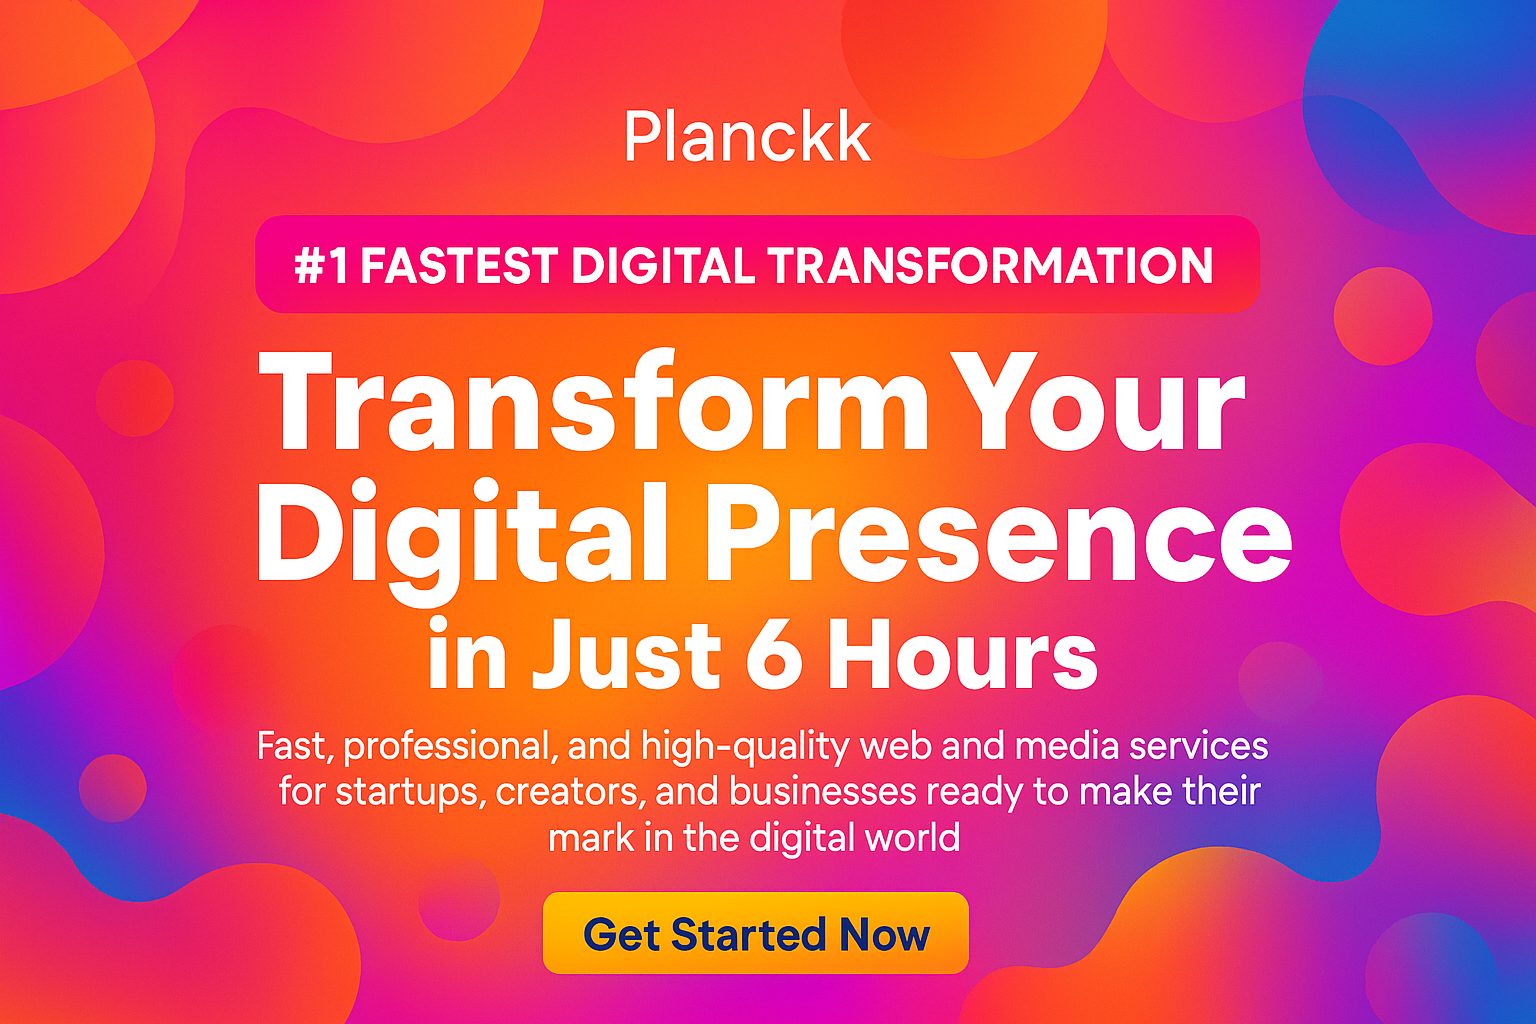 Planckk
#1 FASTEST DIGITAL TRANSFORMATION
Transform Your
Digital Presence
in Just 6 Hours
Fast, professional, and high-quality web and media services
for startups, creators, and businesses ready to make their
mark in the digital world
Get Started Now